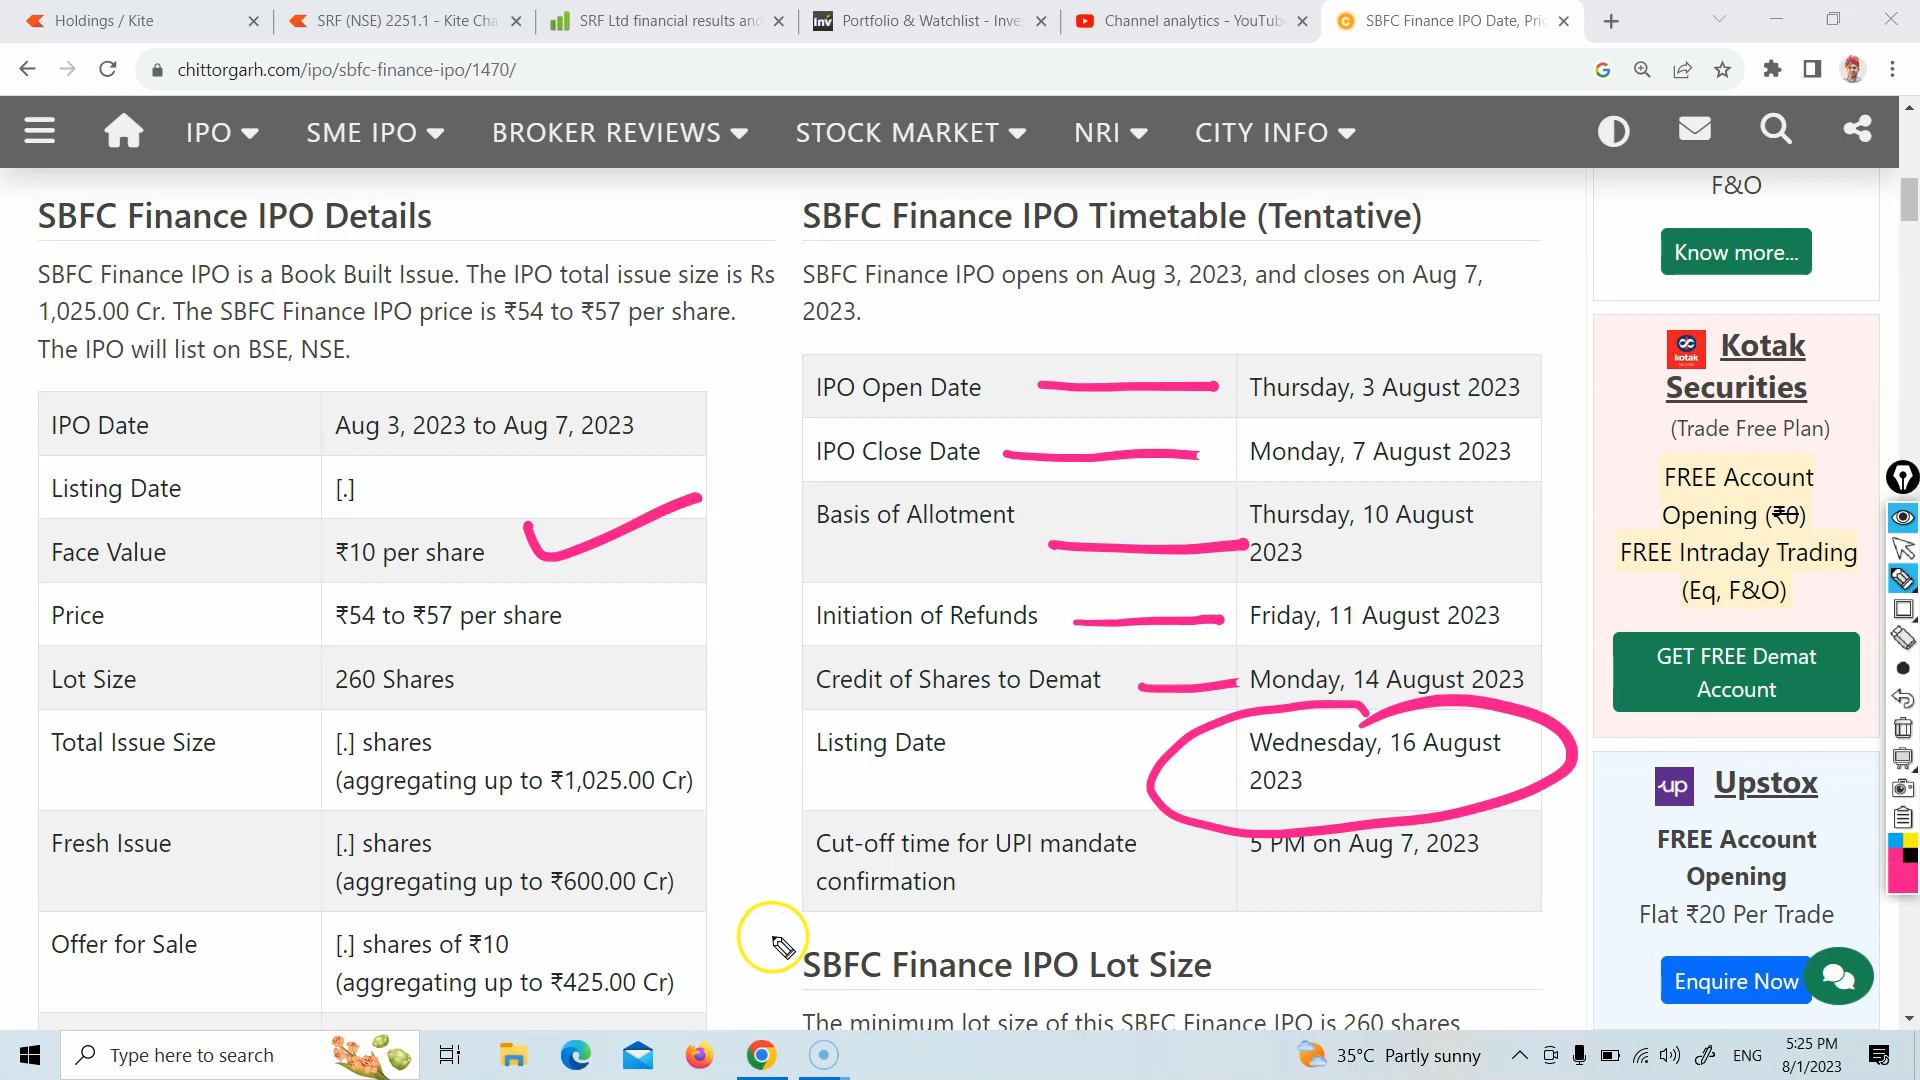 Holdings / Kite
SRF (NSE) 2251.1 - Kite Cha
SRF Ltd financial results and
Portfolio & Watchlist - Inve
Channel analytics - YouTub
SBFC Finance IPO Date, Pric
chittorgarh.com/ipo/sbfc-finance-ipo/1470/
IPO
SME IPO
BROKER REVIEWS
STOCK MARKET
NRI
CITY INFO
SBFC Finance IPO Details
SBFC Finance IPO is a Book Built Issue. The IPO total issue size is Rs
1,025.00 Cr. The SBFC Finance IPO price is ₹54 to ₹57 per share.
The IPO will list on BSE, NSE.
IPO Date Aug 3, 2023 to Aug 7, 2023
Listing Date [.]
Face Value ₹10 per share
Price ₹54 to ₹57 per share
Lot Size 260 Shares
Total Issue Size [.] shares
(aggregating up to ₹1,025.00 Cr)
Fresh Issue [.] shares
(aggregating up to ₹600.00 Cr)
Offer for Sale [.] shares of ₹10
(aggregating up to ₹425.00 Cr)
SBFC Finance IPO Timetable (Tentative)
SBFC Finance IPO opens on Aug 3, 2023, and closes on Aug 7,
2023.
IPO Open Date Thursday, 3 August 2023
IPO Close Date Monday, 7 August 2023
Basis of Allotment Thursday, 10 August
2023
Initiation of Refunds Friday, 11 August 2023
Credit of Shares to Demat Monday, 14 August 2023
Listing Date Wednesday, 16 August
2023
Cut-off time for UPI mandate 5 PM on Aug 7, 2023
confirmation
SBFC Finance IPO Lot Size
The minimum lot size of this SBFC Finance IPO is 260 shares
F&O
Know more...
kotak
Kotak
Securities
(Trade Free Plan)
FREE Account
Opening (₹0)
FREE Intraday Trading
(Eq, F&O)
GET FREE Demat
Account
up
Upstox
FREE Account
Opening
Flat ₹20 Per Trade
Enquire Now
Type here to search
35°C Partly sunny
ENG
5:25 PM
8/1/2023